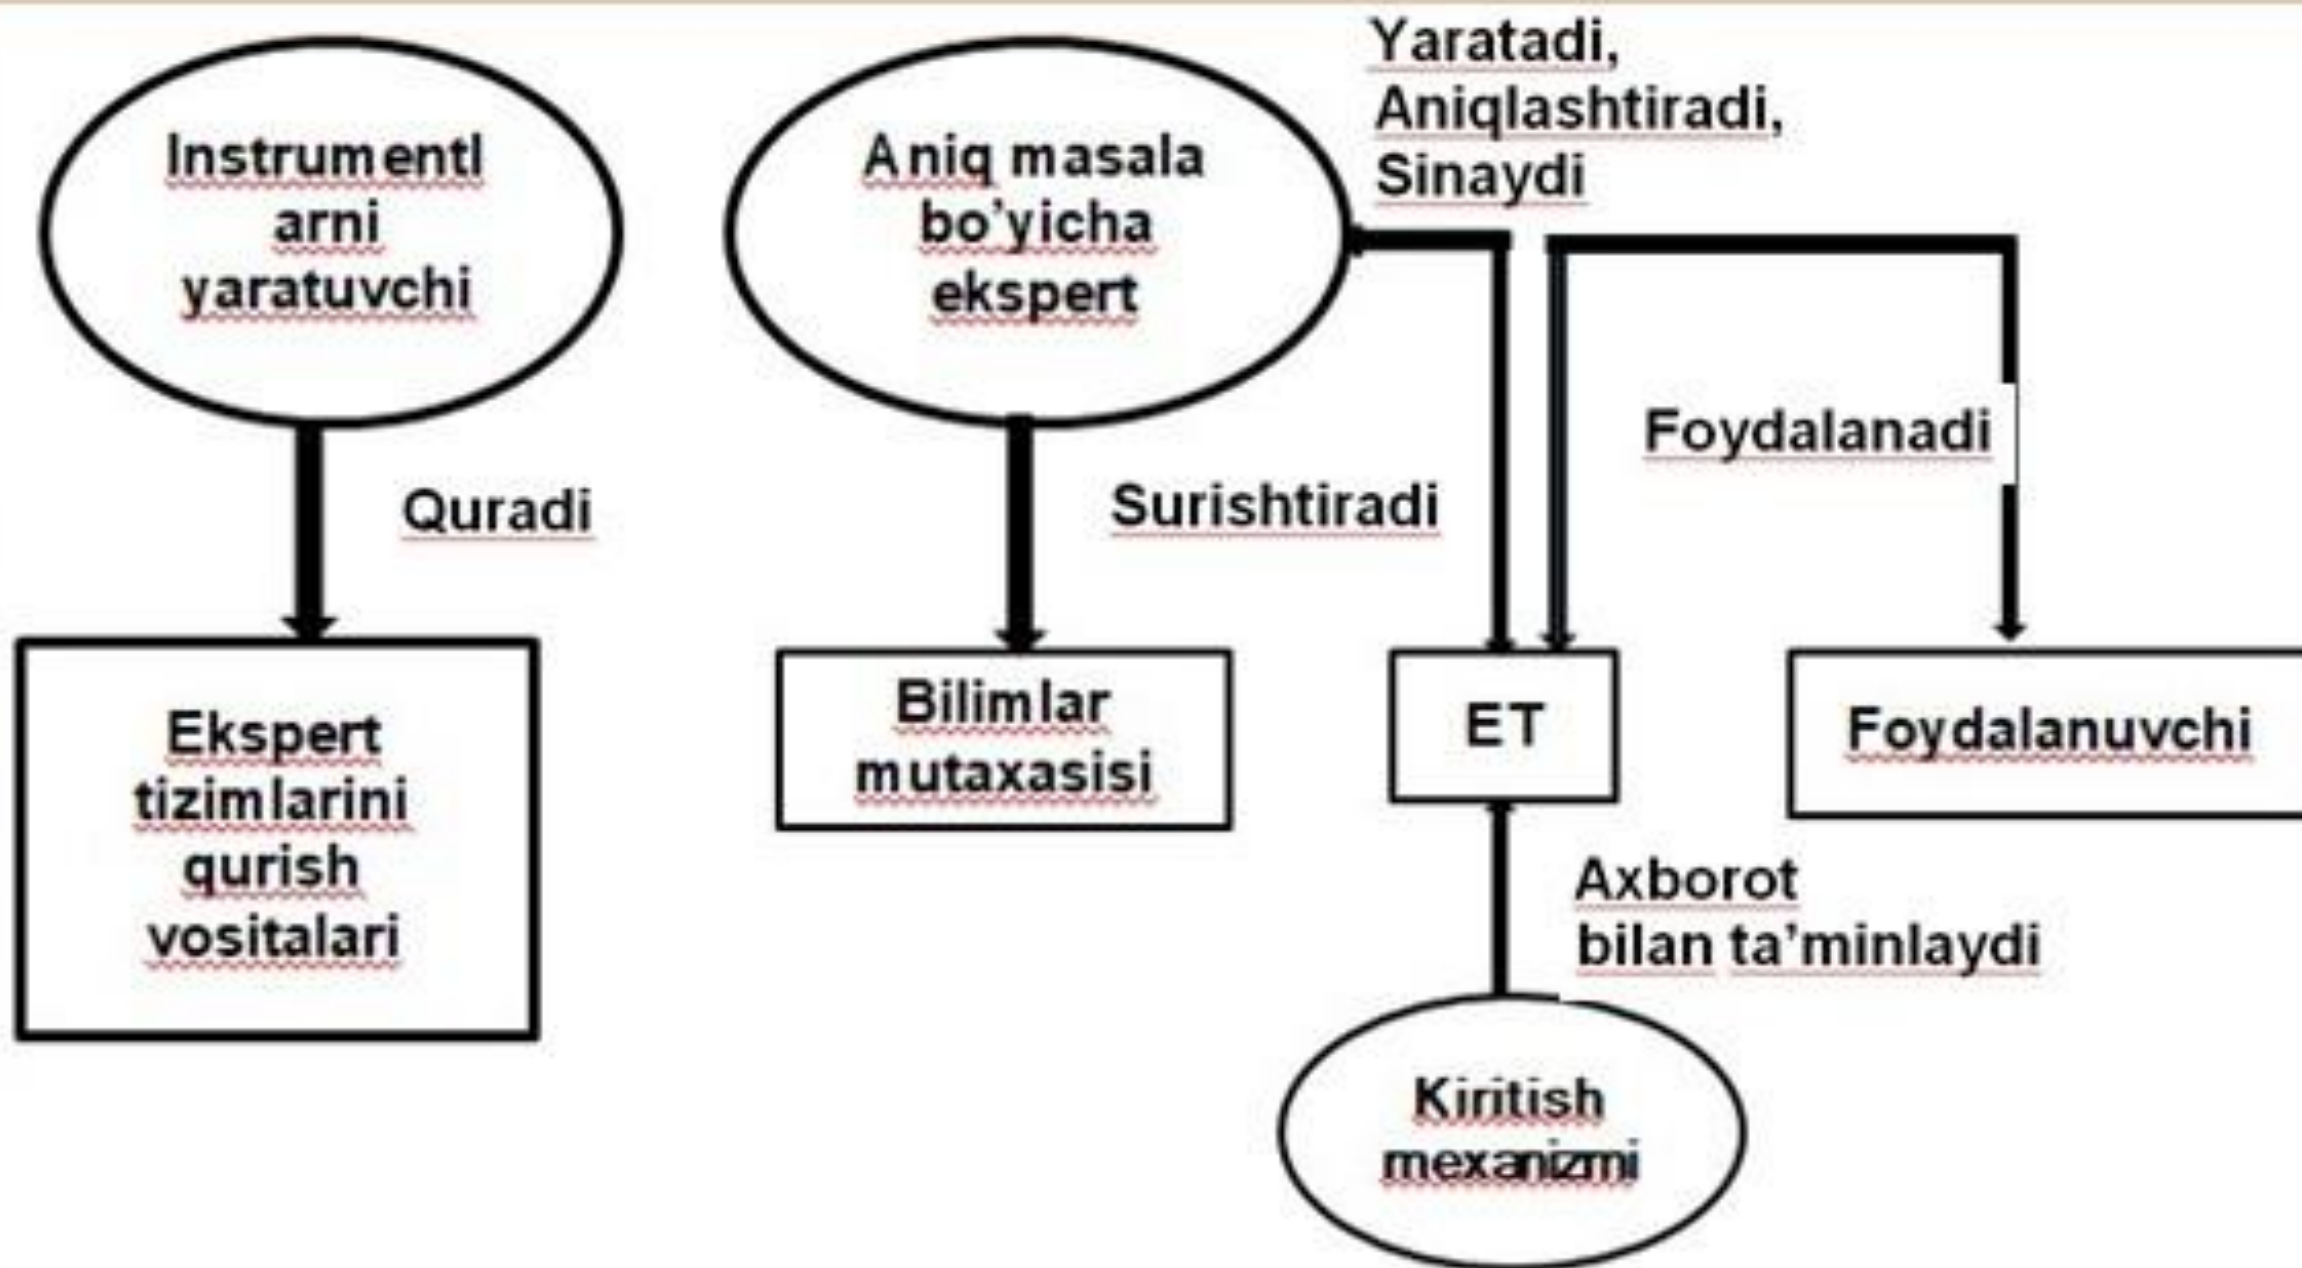 Instrumentl
arni
yaratuvchi
Aniq masala
bo’yicha
ekspert
Yaratadi,
Aniqlashtiradi,
Sinaydi
Quradi
Surishtiradi
Foydalanadi
Ekspert
tizimlarini
qurish
vositalari
Bilimlar
mutaxasisi
ET
Foydalanuvchi
Axborot
bilan ta’minlaydi
Kiritish
mexanizmi